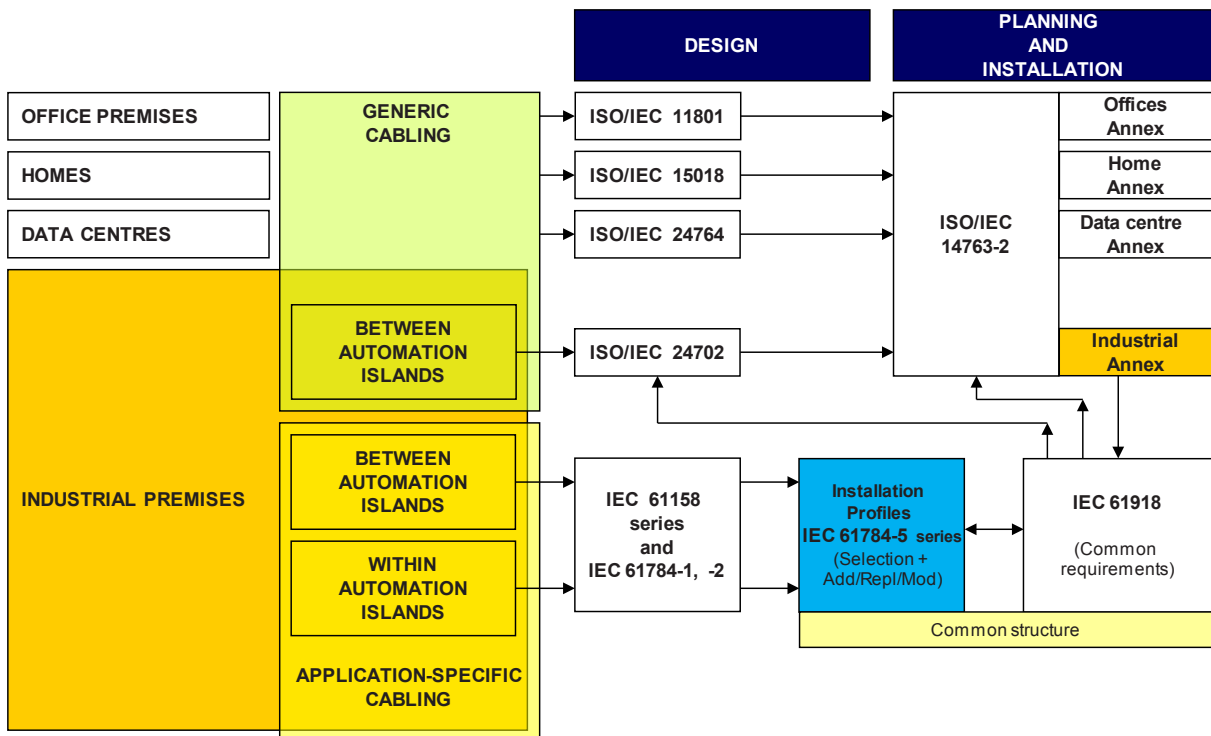 DESIGN
PLANNING
AND
INSTALLATION
OFFICE PREMISES
GENERIC
CABLING
ISO/IEC 11801
Offices
Annex
HOMES
ISO/IEC 15018
Home
Annex
DATA CENTRES
ISO/IEC 24764
ISO/IEC
14763-2
Data centre
Annex
BETWEEN
AUTOMATION
ISLANDS
ISO/IEC 24702
Industrial
Annex
INDUSTRIAL PREMISES
BETWEEN
AUTOMATION
ISLANDS
WITHIN
AUTOMATION
ISLANDS
APPLICATION-SPECIFIC
CABLING
IEC 61158
series
and
IEC 61784-1, -2
Installation
Profiles
IEC 61784-5 series
(Selection +
Add/Repl/Mod)
IEC 61918
(Common
requirements)
Common structure